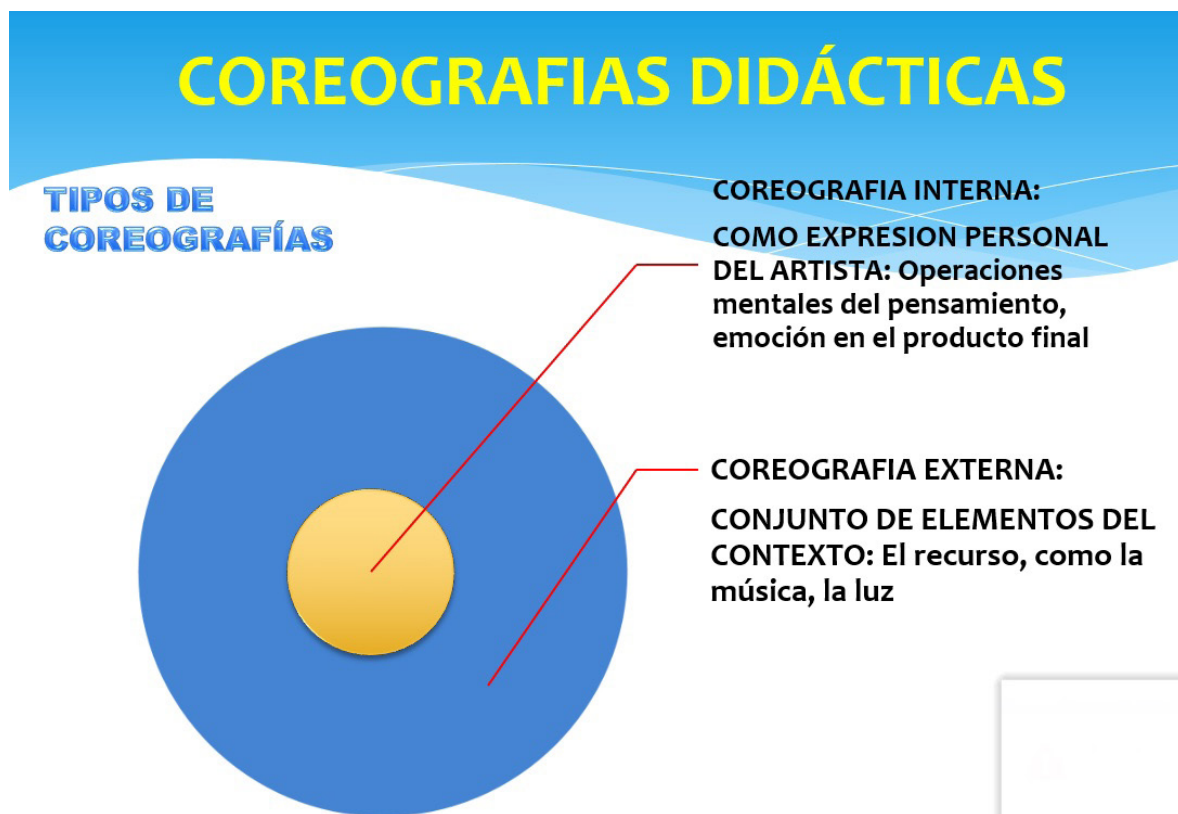 COREOGRAFIAS DIDÁCTICAS
TIPOS DE
COREOGRAFÍAS
COREOGRAFIA INTERNA:
COMO EXPRESION PERSONAL
DEL ARTISTA: Operaciones
mentales del pensamiento,
emoción en el producto final
COREOGRAFIA EXTERNA:
CONJUNTO DE ELEMENTOS DEL
CONTEXTO: El recurso, como la
música, la luz